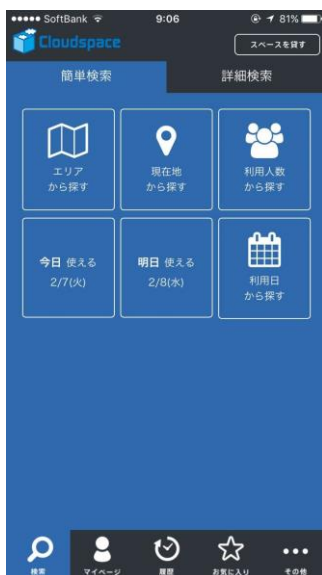 SoftBank
9:06
81%
Cloudspace
スペースを貸す
簡単検索
詳細検索
エリア
から探す
現在地
から探す
利用人数
から探す
今日 使える
2/7(火)
明日 使える
2/8(水)
利用日
から探す
検索
マイページ
履歴
お気に入り
その他